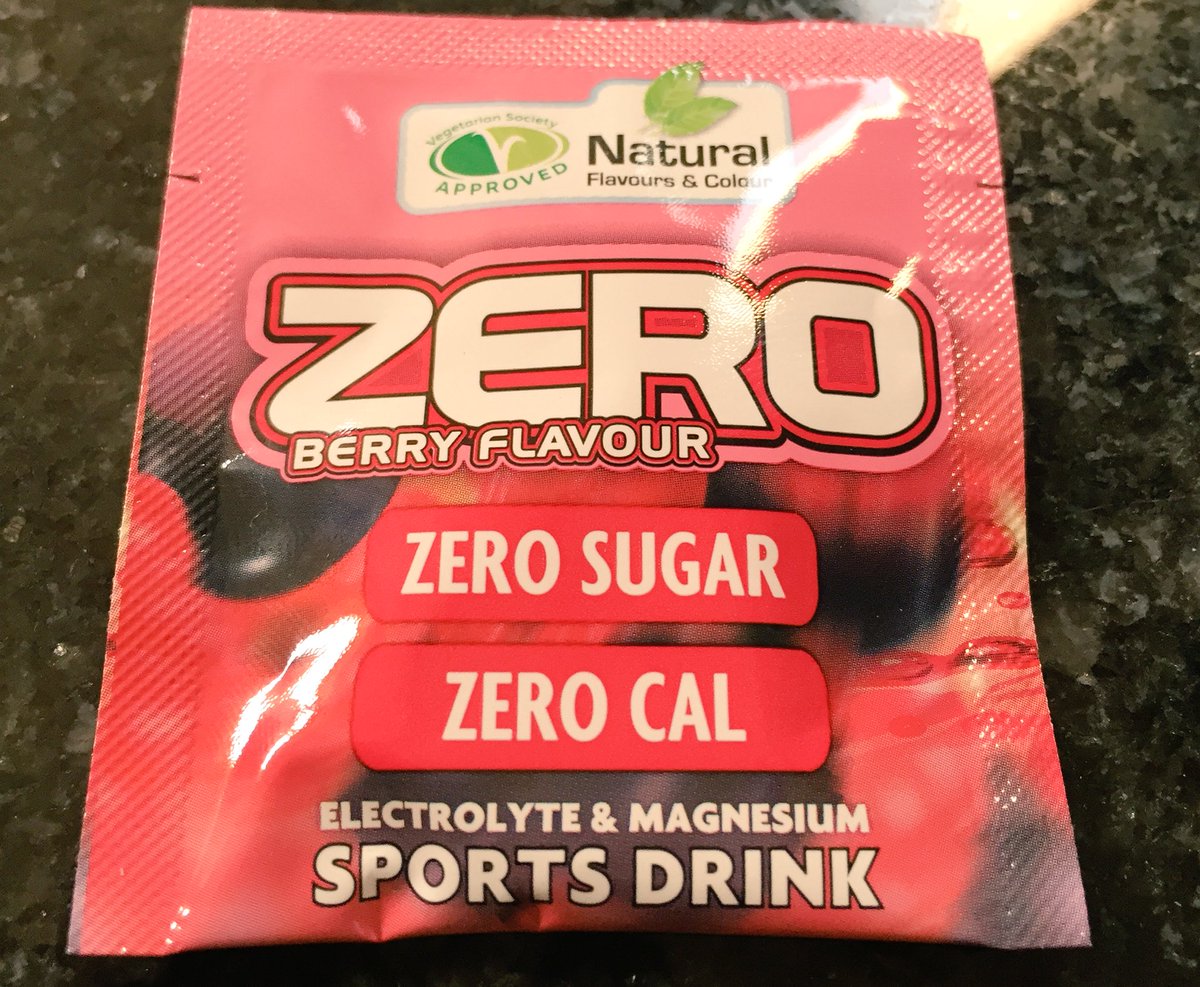 Vegetarian Society
APPROVED
Natural
Flavours & Colour
ZERO
BERRY FLAVOUR
ZERO SUGAR
ZERO CAL
ELECTROLYTE & MAGNESIUM
SPORTS DRINK